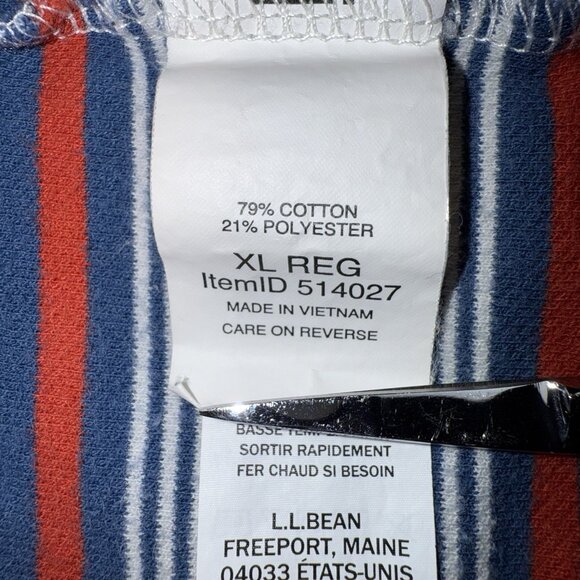 79% COTTON
21% POLYESTER
XL REG
ItemID 514027
MADE IN VIETNAM
CARE ON REVERSE
BASSE
SORTIR RAPIDEMENT
FER CHAUD SI BESOIN
L.L.BEAN
FREEPORT, MAINE
04033 ÉTATS-UNIS